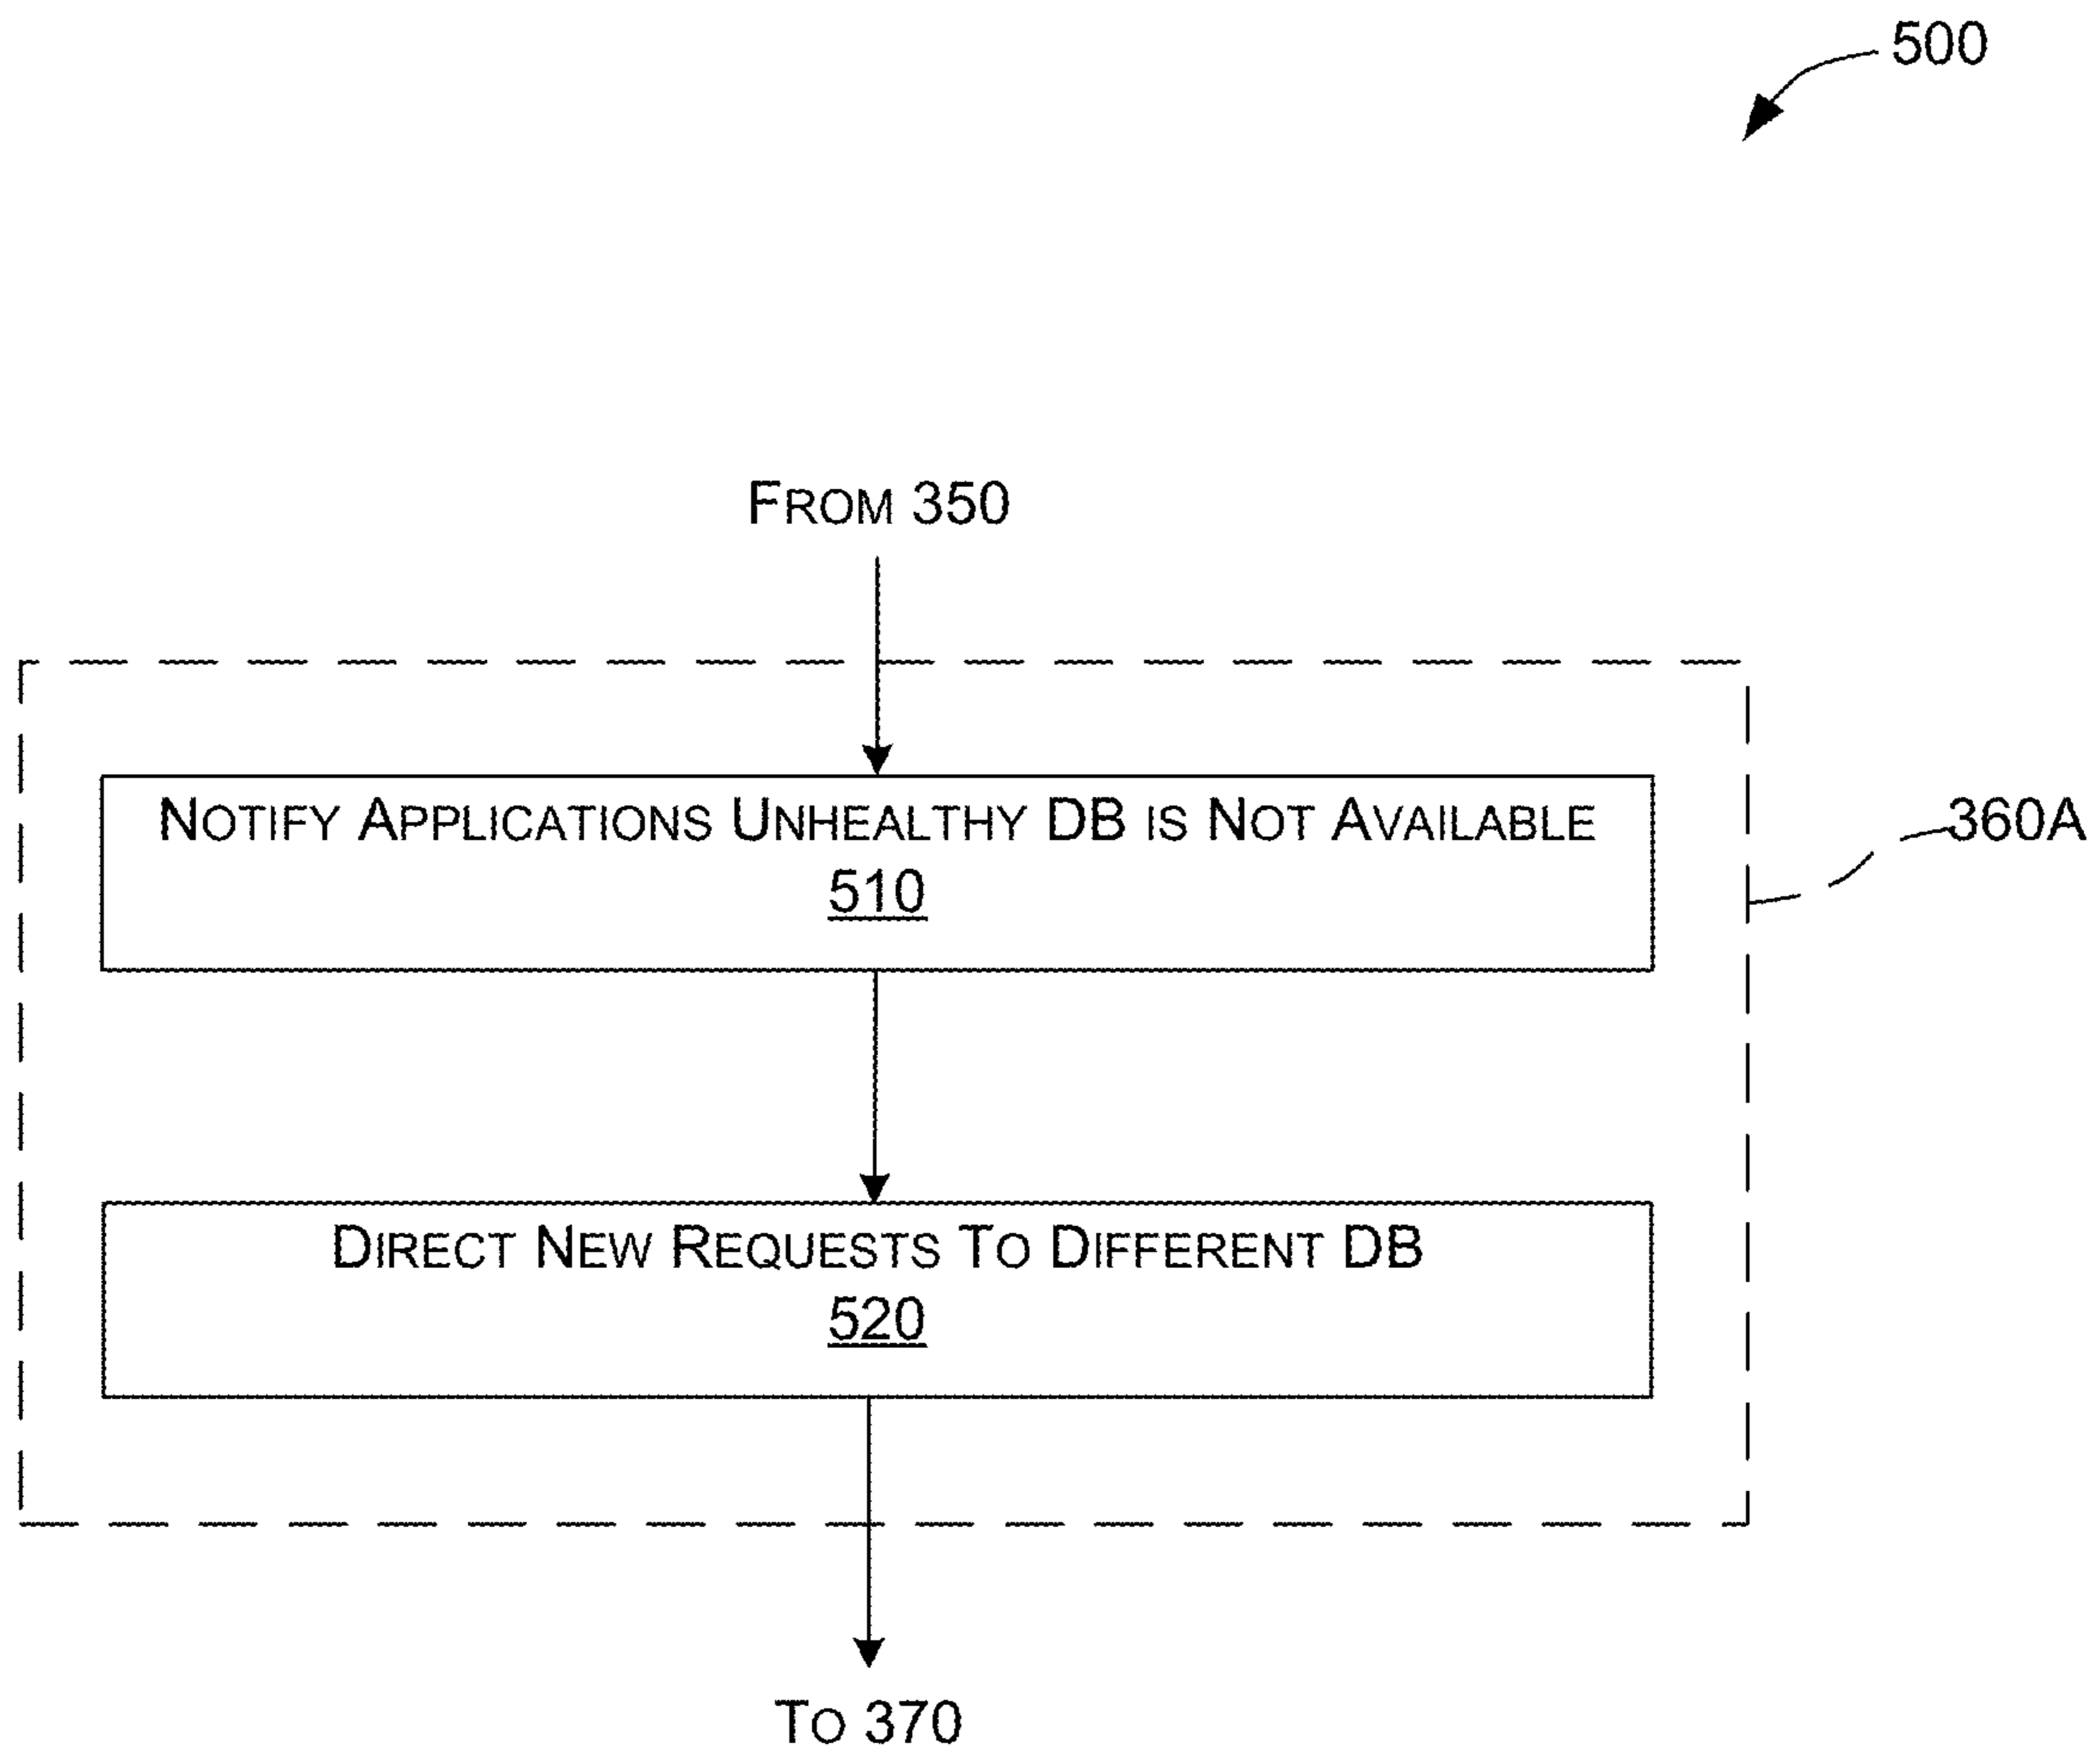 500
FROM 350
NOTIFY APPLICATIONS UNHEALTHY DB IS NOT AVAILABLE
510
360A
DIRECT NEW REQUESTS TO DIFFERENT DB
520
TO 370